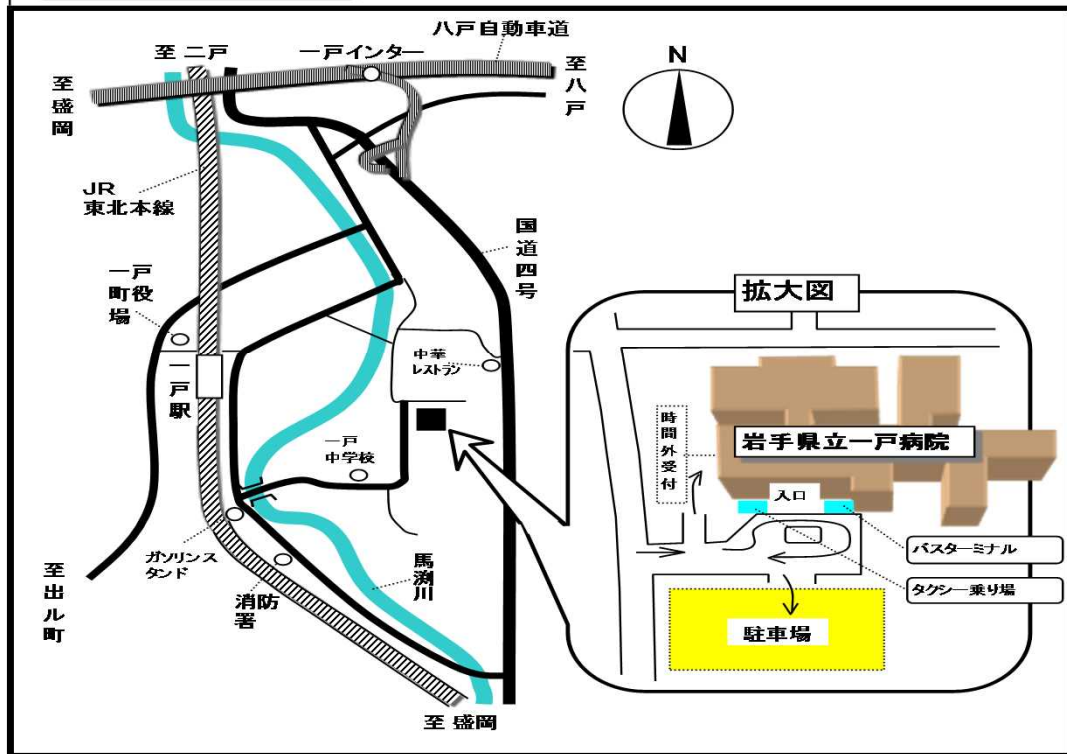 八戸自動車道
至 二戸
一戸インター
至八戸
至盛岡
N
JR
東北本線
国道四号
一戸
町役
場
拡大図
中華
レストラン
一戸駅
時間外受付
岩手県立一戸病院
一戸
中学校
入口
ガソリンス
タンド
バスターミナル
タクシー乗り場
至出ル町
消防
署
馬渕川
駐車場
至 盛岡